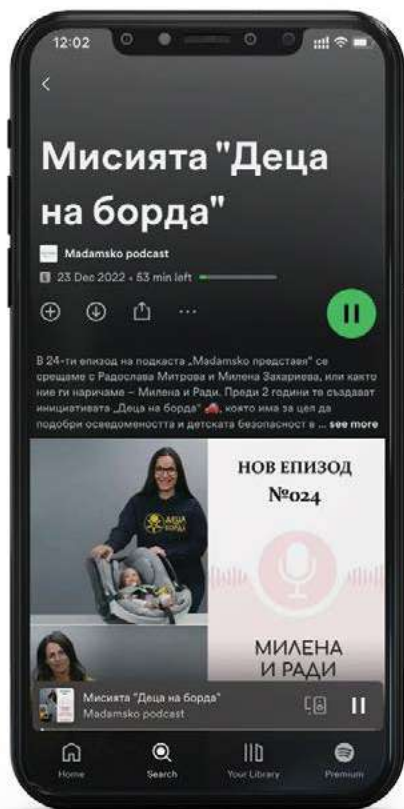 12:02
Мисията "Деца
на борда"
Madamsko podcast
E 23 Dec 2022 • 53 min left
В 24-ти епизод на подкаста „Madamsko представя“ се
срещаме с Радослава Митрова и Милена Захариева, или както
ние ги наричаме – Милена и Ради. Преди 2 години те създават
инициативата „Деца на борда“ 📣, която има за цел да
подобри осведомеността и детската безопасност в ... see more
ДЕЦА
БОРДА
НОВ ЕПИЗОД
№024
МИЛЕНА
И РАДИ
Мисията "Деца на борда"
Madamsko podcast
Home
Search
Your Library
Premium